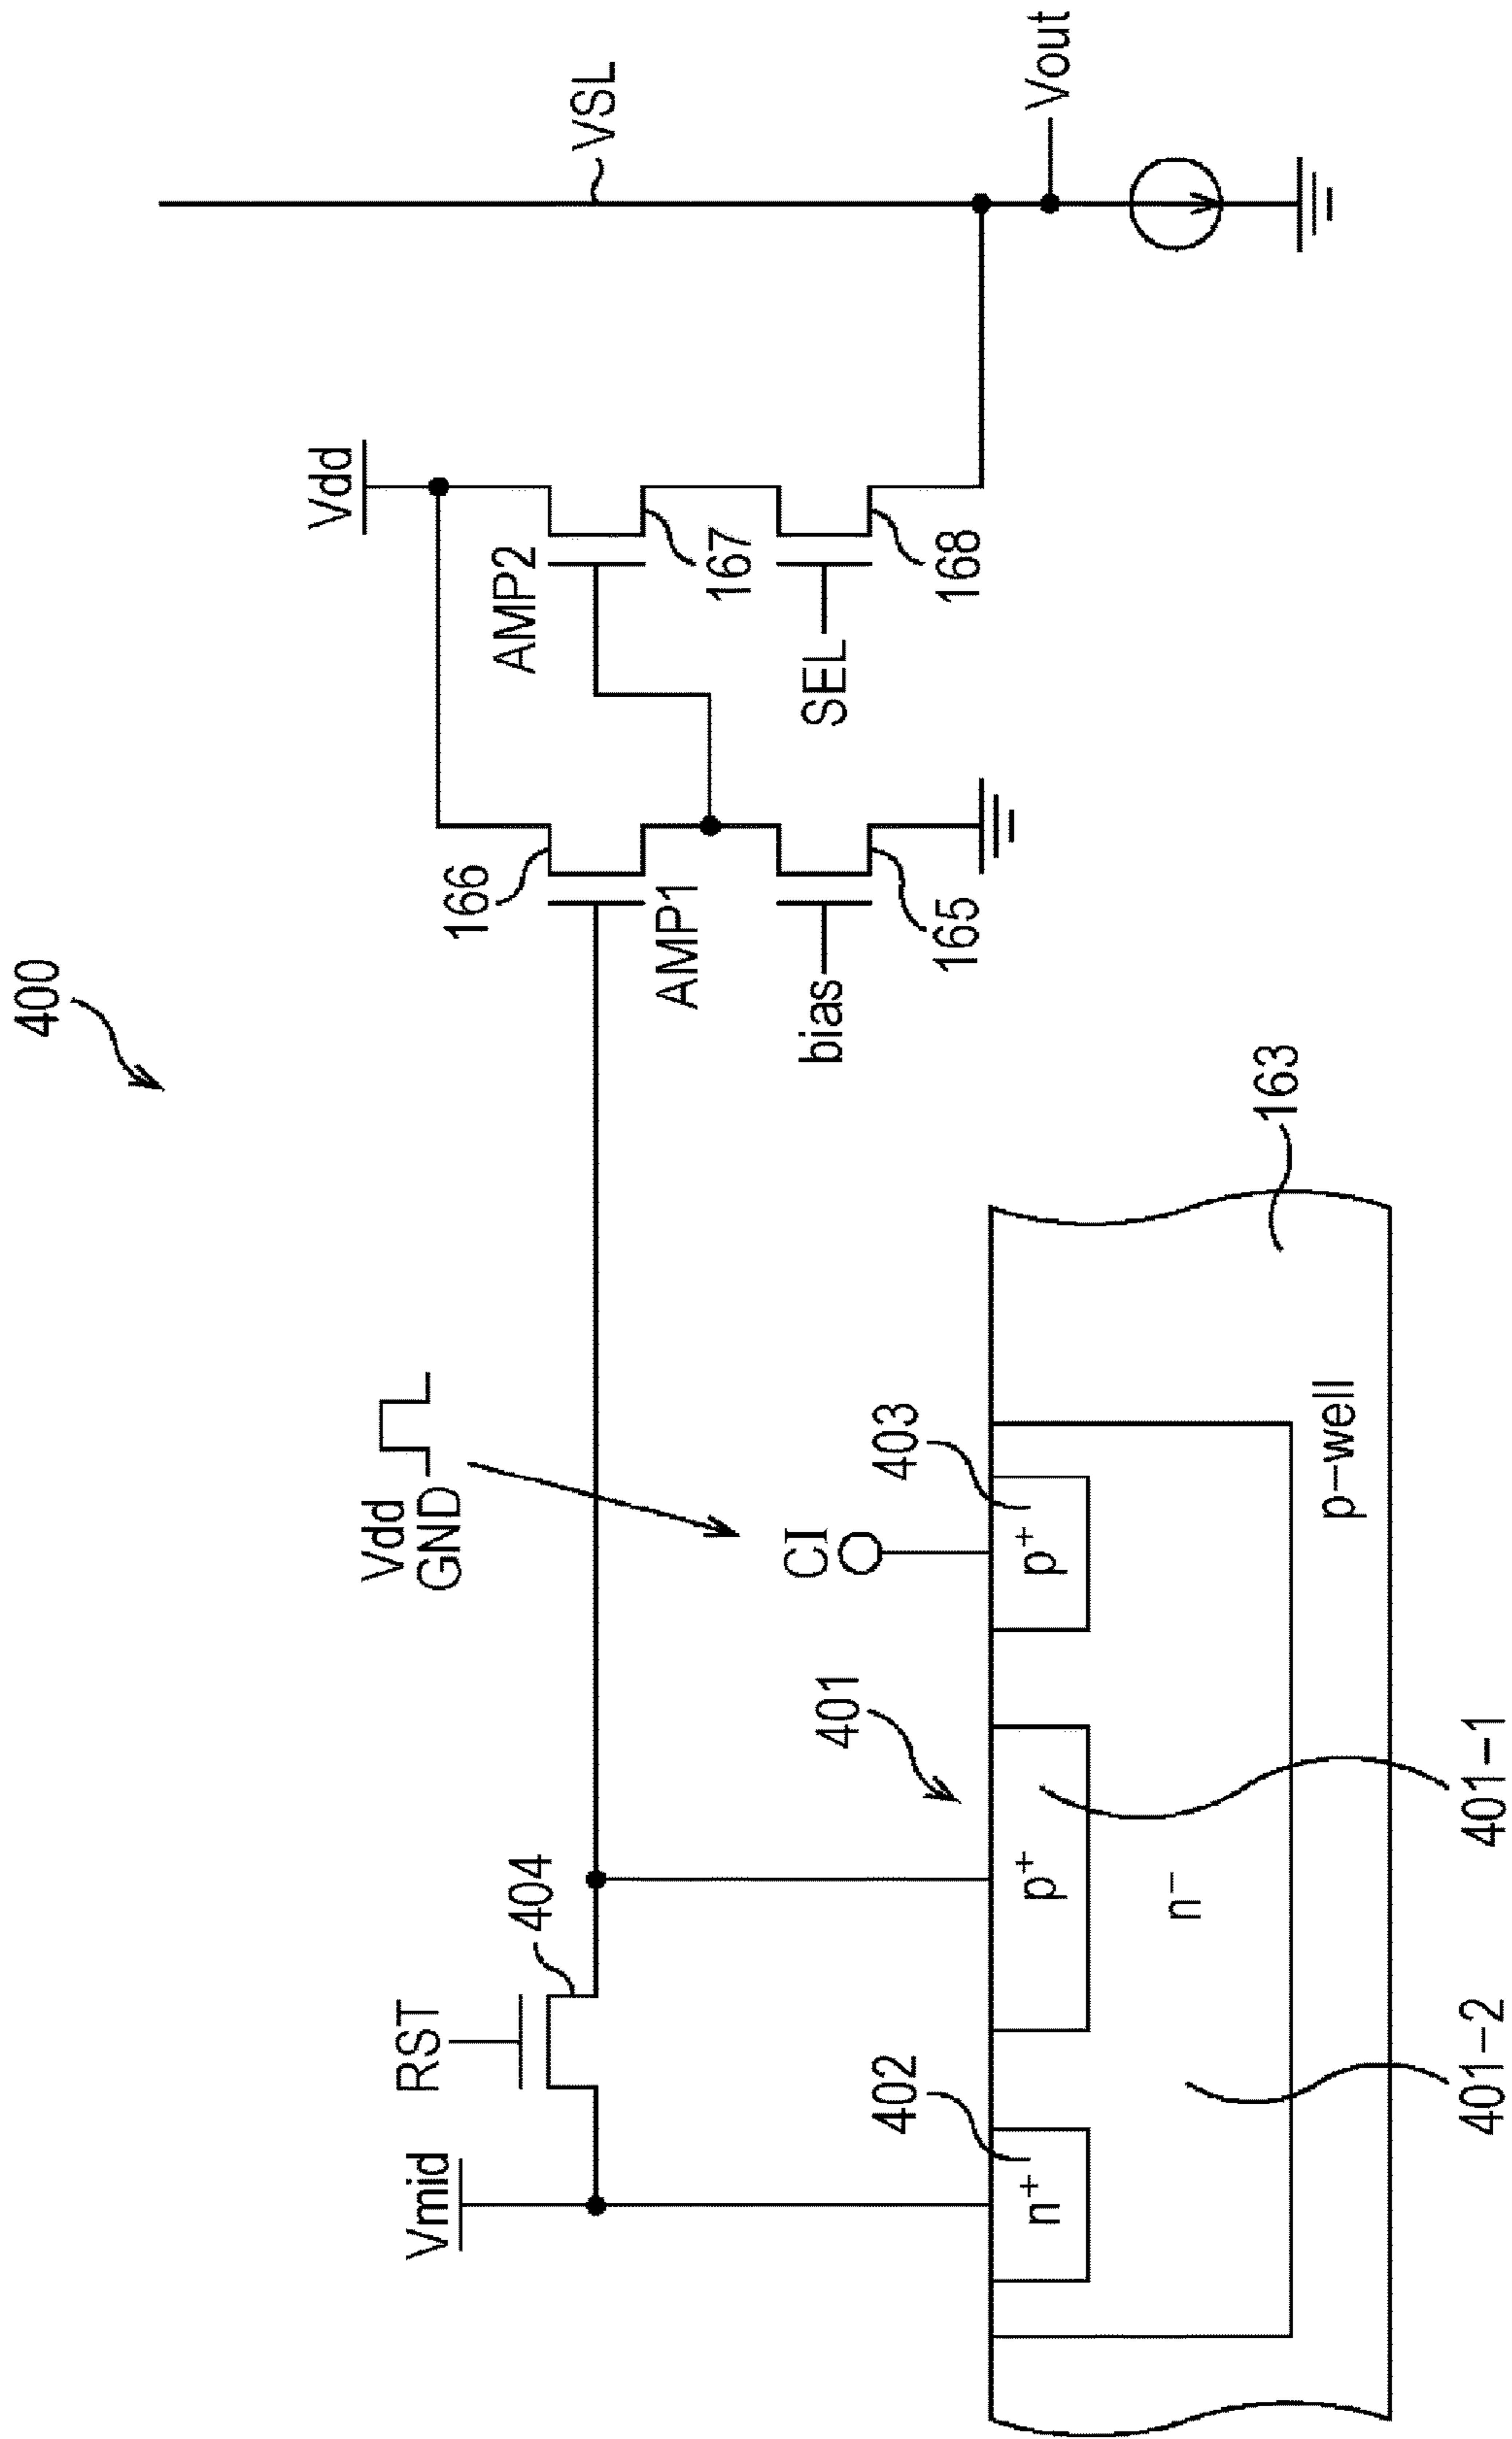 400
Vdd
VSL
Vdd
GND
166
AMP2
AMP1
167
Vmid
RST
404
bias
SEL
165
168
Vout
CI
401
402
403
n+
p+
p+
n−
p−well
163
401−2
401−1